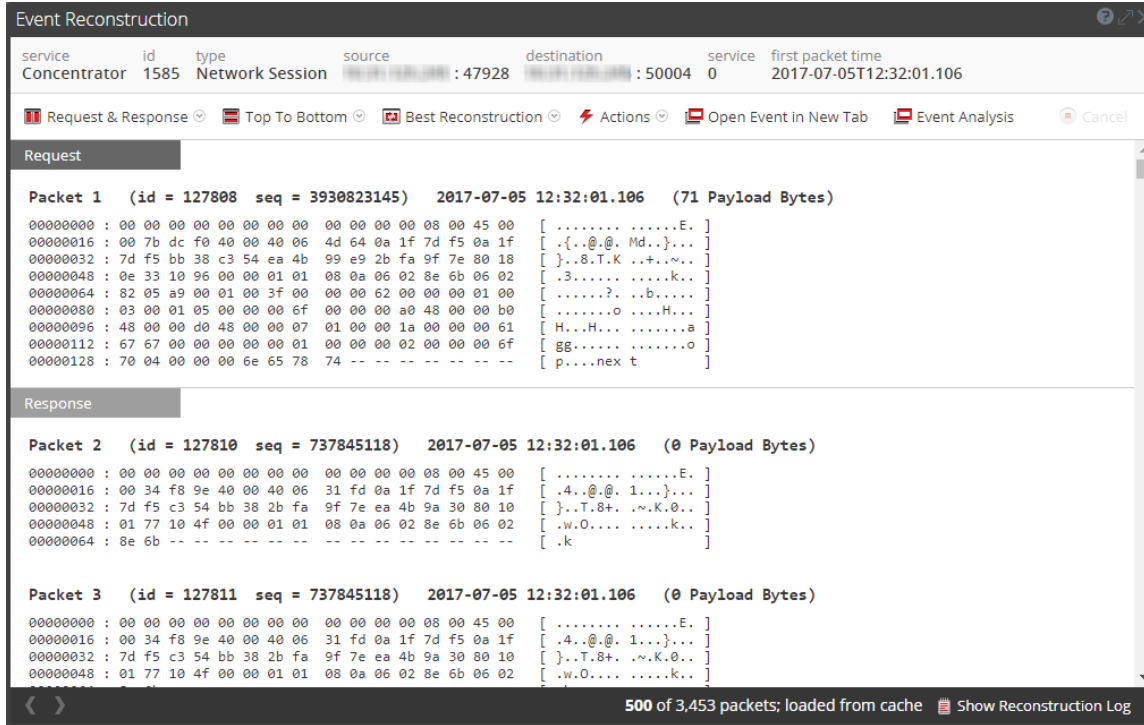 Event Reconstruction
service id type source destination service first packet time
Concentrator 1585 Network Session : 47928 : 50004 0 2017-07-05T12:32:01.106
Request & Response Top To Bottom Best Reconstruction Actions Open Event in New Tab Event Analysis Cancel
Request
Packet 1 (id = 127808 seq = 3930823145) 2017-07-05 12:32:01.106 (71 Payload Bytes)
00000000 : 00 00 00 00 00 00 00 00 00 00 00 00 08 00 45 00 [ ........ ......E. ]
00000016 : 00 7b dc f0 40 00 40 06 4d 64 0a 1f 7d f5 0a 1f [ .{..@.@. Md..}... ]
00000032 : 7d f5 bb 38 c3 54 ea 4b 99 e9 2b fa 9f 7e 80 18 [ }..8.T.K ..+..~.. ]
00000048 : 0e 33 10 96 00 00 01 01 08 0a 06 02 8e 6b 06 02 [ .3...... .....k.. ]
00000064 : 82 05 a9 00 01 00 3f 00 00 00 62 00 00 00 01 00 [ ......?. ..b..... ]
00000080 : 03 00 01 05 00 00 00 6f 00 00 00 a0 48 00 00 b0 [ .......o ....H... ]
00000096 : 48 00 00 d0 48 00 00 07 01 00 00 1a 00 00 00 61 [ H...H... .......a ]
00000112 : 67 67 00 00 00 00 00 01 00 00 00 02 00 00 00 6f [ gg...... .......o ]
00000128 : 70 04 00 00 00 6e 65 78 74 -- -- -- -- -- -- -- [ p....nex t ]
Response
Packet 2 (id = 127810 seq = 737845118) 2017-07-05 12:32:01.106 (0 Payload Bytes)
00000000 : 00 00 00 00 00 00 00 00 00 00 00 00 08 00 45 00 [ ........ ......E. ]
00000016 : 00 34 f8 9e 40 00 40 06 31 fd 0a 1f 7d f5 0a 1f [ .4..@.@. 1...}... ]
00000032 : 7d f5 c3 54 bb 38 2b fa 9f 7e ea 4b 9a 30 80 10 [ }..T.8+. .~.K.0.. ]
00000048 : 01 77 10 4f 00 00 01 01 08 0a 06 02 8e 6b 06 02 [ .w.O.... .....k.. ]
00000064 : 8e 6b -- -- -- -- -- -- -- -- -- -- -- -- -- -- [ .k ]
Packet 3 (id = 127811 seq = 737845118) 2017-07-05 12:32:01.106 (0 Payload Bytes)
00000000 : 00 00 00 00 00 00 00 00 00 00 00 00 08 00 45 00 [ ........ ......E. ]
00000016 : 00 34 f8 9e 40 00 40 06 31 fd 0a 1f 7d f5 0a 1f [ .4..@.@. 1...}... ]
00000032 : 7d f5 c3 54 bb 38 2b fa 9f 7e ea 4b 9a 30 80 10 [ }..T.8+. .~.K.0.. ]
00000048 : 01 77 10 4f 00 00 01 01 08 0a 06 02 8e 6b 06 02 [ .w.O.... .....k.. ]
500 of 3,453 packets; loaded from cache Show Reconstruction Log